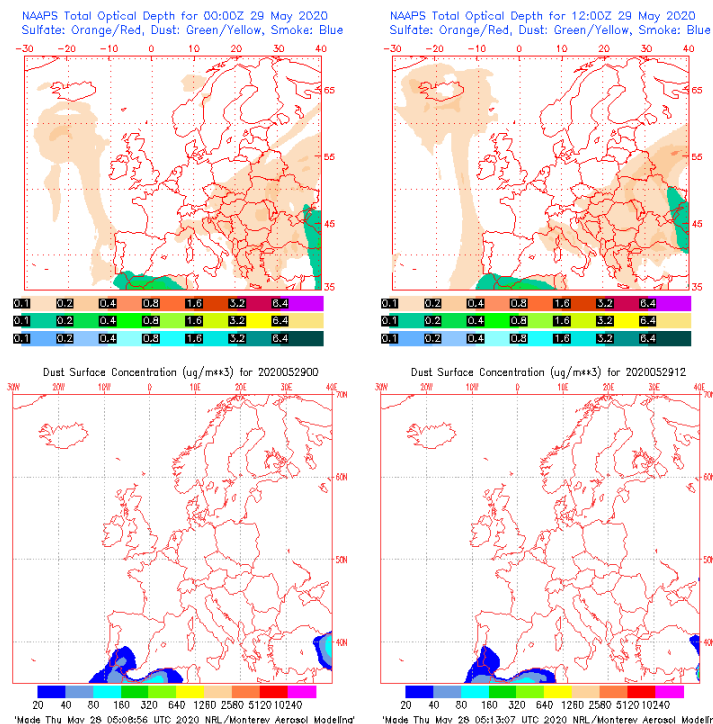 NAAPS Total Optical Depth for 00:00Z 29 May 2020
Sulfate: Orange/Red, Dust: Green/Yellow, Smoke: Blue
-30 -20 -10 0 10 20 30 40
65
55
45
35
0.1 0.2 0.4 0.8 1.6 3.2 6.4
0.1 0.2 0.4 0.8 1.6 3.2 6.4
0.1 0.2 0.4 0.8 1.6 3.2 6.4
NAAPS Total Optical Depth for 12:00Z 29 May 2020
Sulfate: Orange/Red, Dust: Green/Yellow, Smoke: Blue
-30 -20 -10 0 10 20 30 40
65
55
45
35
0.1 0.2 0.4 0.8 1.6 3.2 6.4
0.1 0.2 0.4 0.8 1.6 3.2 6.4
0.1 0.2 0.4 0.8 1.6 3.2 6.4
Dust Surface Concentration (ug/m**3) for 2020052900
30W 20W 10W 0 10E 20E 30E 40E
70N
60N
50N
40N
20 40 80 160 320 640 1260 2580 5120 10240
'Made Thu May 28 05:08:56 UTC 2020 NRL/Monterey Aerosol Modeling'
Dust Surface Concentration (ug/m**3) for 2020052912
30W 20W 10W 0 10E 20E 30E 40E
70N
60N
50N
40N
20 40 80 160 320 640 1260 2580 5120 10240
'Made Thu May 28 05:13:07 UTC 2020 NRL/Monterey Aerosol Modeling'